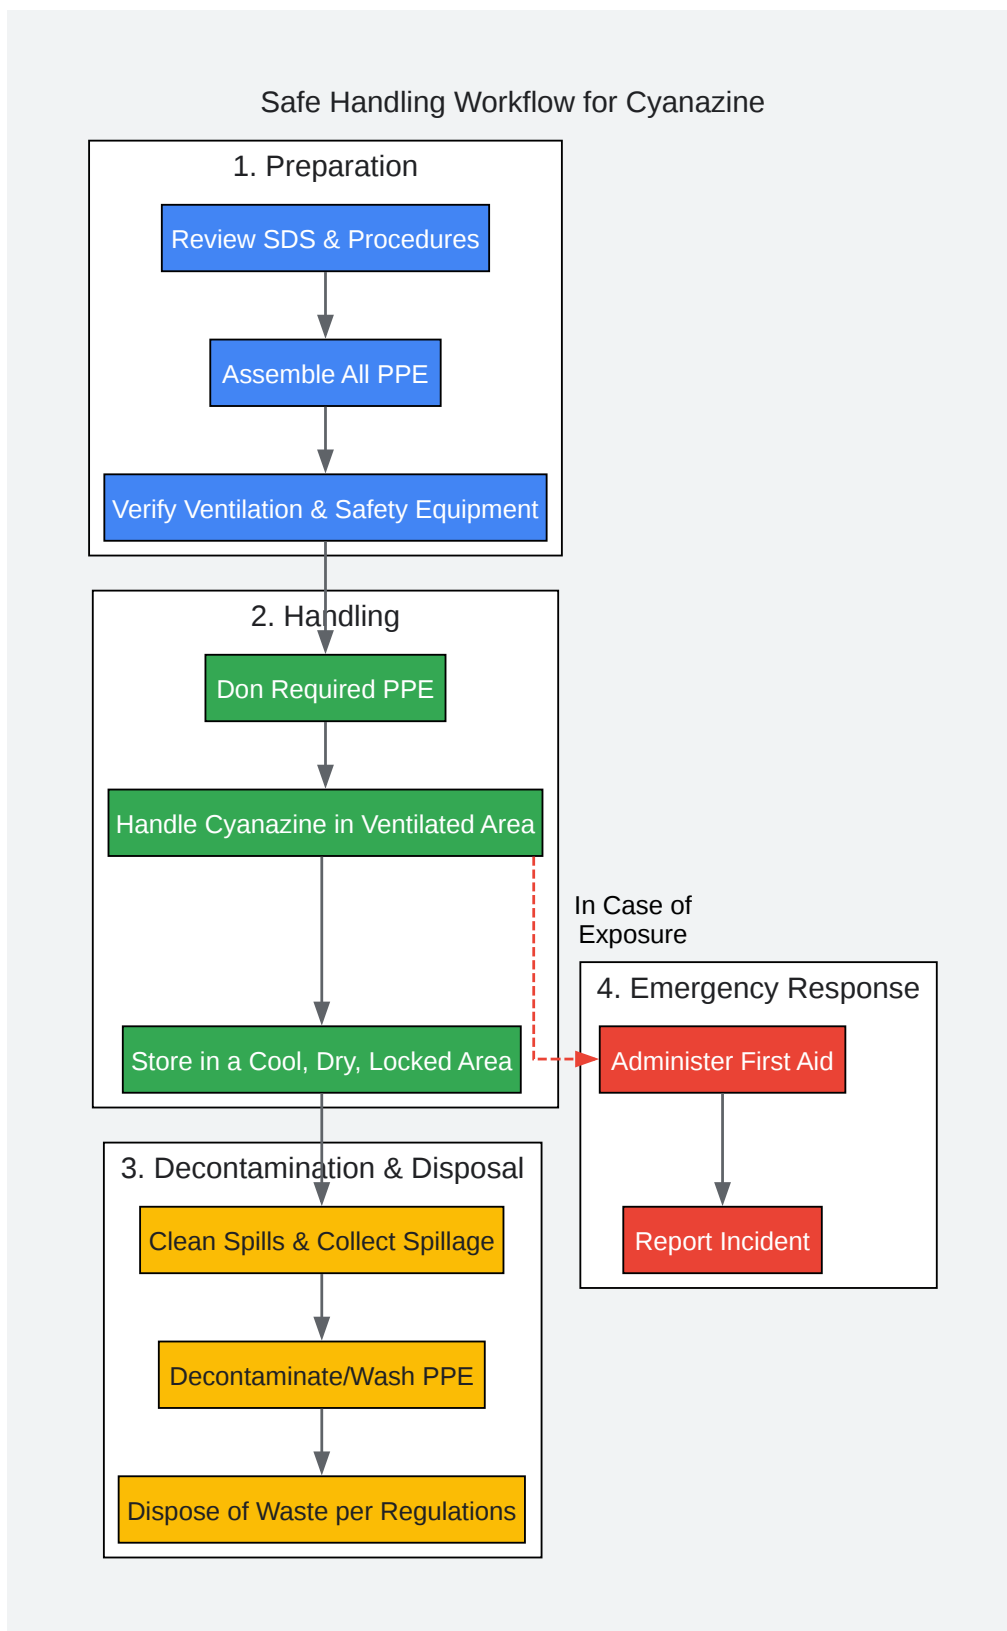 Safe Handling Workflow for Cyanazine
1. Preparation
Review SDS & Procedures
Assemble All PPE
Verify Ventilation & Safety Equipment
2. Handling
Don Required PPE
Handle Cyanazine in Ventilated Area
In Case of
Exposure
Store in a Cool, Dry, Locked Area
4. Emergency Response
Administer First Aid
Report Incident
3. Decontamination & Disposal
Clean Spills & Collect Spillage
Decontaminate/Wash PPE
Dispose of Waste per Regulations